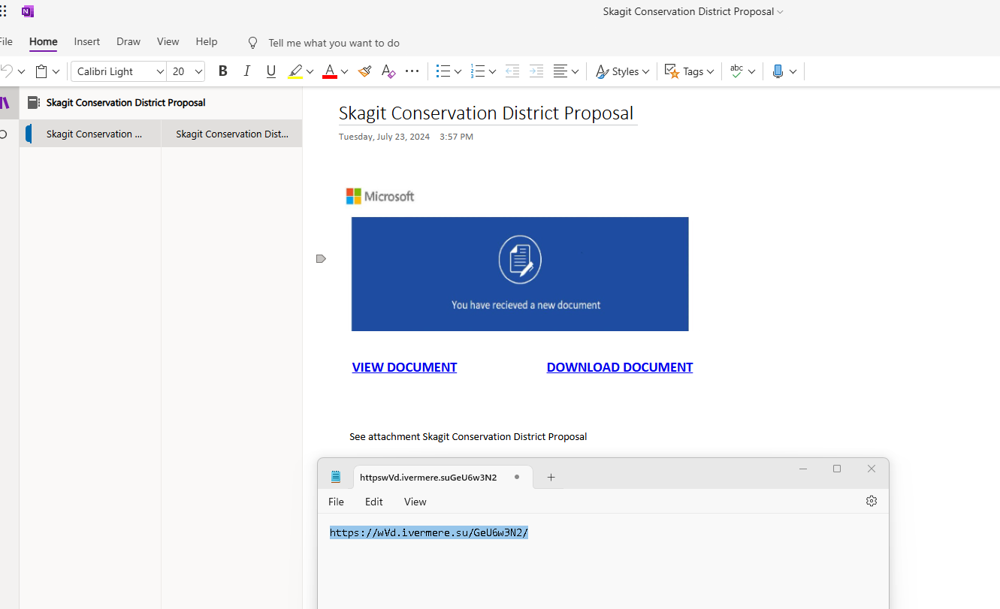 Skagit Conservation District Proposal
File Home Insert Draw View Help Tell me what you want to do
Calibri Light 20 B I U A A Styles Tags abc
Skagit Conservation District Proposal
Skagit Conservation ... Skagit Conservation Dist...
Skagit Conservation District Proposal
Tuesday, July 23, 2024 3:57 PM
Microsoft
You have recieved a new document
VIEW DOCUMENT DOWNLOAD DOCUMENT
See attachment Skagit Conservation District Proposal
httpswVd.ivermere.suGeU6w3N2
File Edit View
https://wVd.ivermere.su/GeU6w3N2/